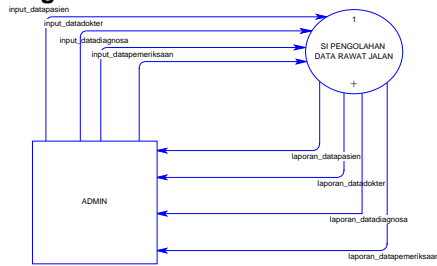 input_datapasien
input_datadokter
input_datadiagnosa
input_datapemeriksaan
1
SI PENGOLAHAN
DATA RAWAT JALAN
+
laporan_datapasien
laporan_datadokter
laporan_datadiagnosa
laporan_datapemeriksaan
ADMIN